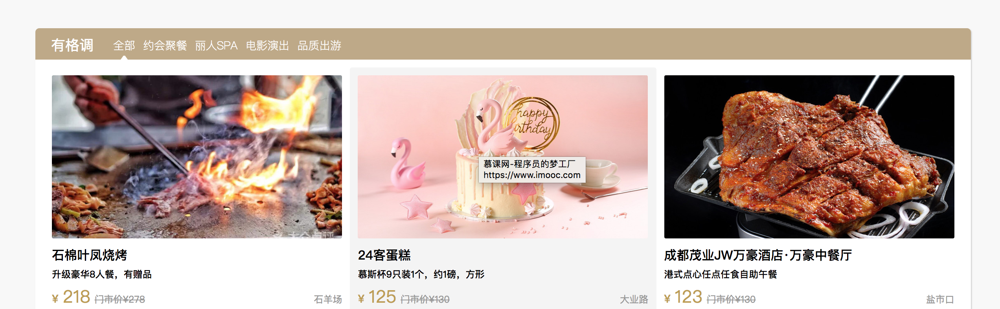 有格调 全部 约会聚餐 丽人SPA 电影演出 品质出游
happy
birthday
慕课网-程序员的梦工厂
https://www.imooc.com
石棉叶凤烧烤
升级豪华8人餐，有赠品
¥ 218 门市价¥278 石羊场
24客蛋糕
慕斯杯9只装1个，约1磅，方形
¥ 125 门市价¥130 大业路
成都茂业JW万豪酒店·万豪中餐厅
港式点心任点任食自助午餐
¥ 123 门市价¥130 盐市口